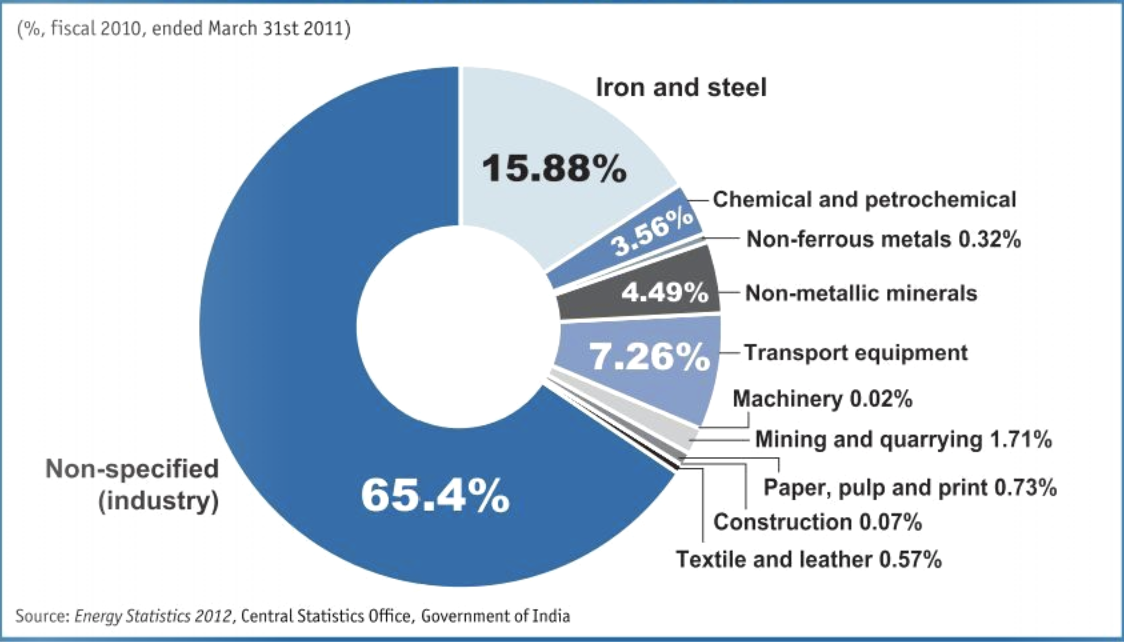 (%, fiscal 2010, ended March 31st 2011)
Iron and steel
15.88%
Chemical and petrochemical
3.56%
Non-ferrous metals 0.32%
4.49%
Non-metallic minerals
7.26%
Transport equipment
Machinery 0.02%
Mining and quarrying 1.71%
Paper, pulp and print 0.73%
Construction 0.07%
Textile and leather 0.57%
Non-specified
(industry)
65.4%
Source: Energy Statistics 2012, Central Statistics Office, Government of India